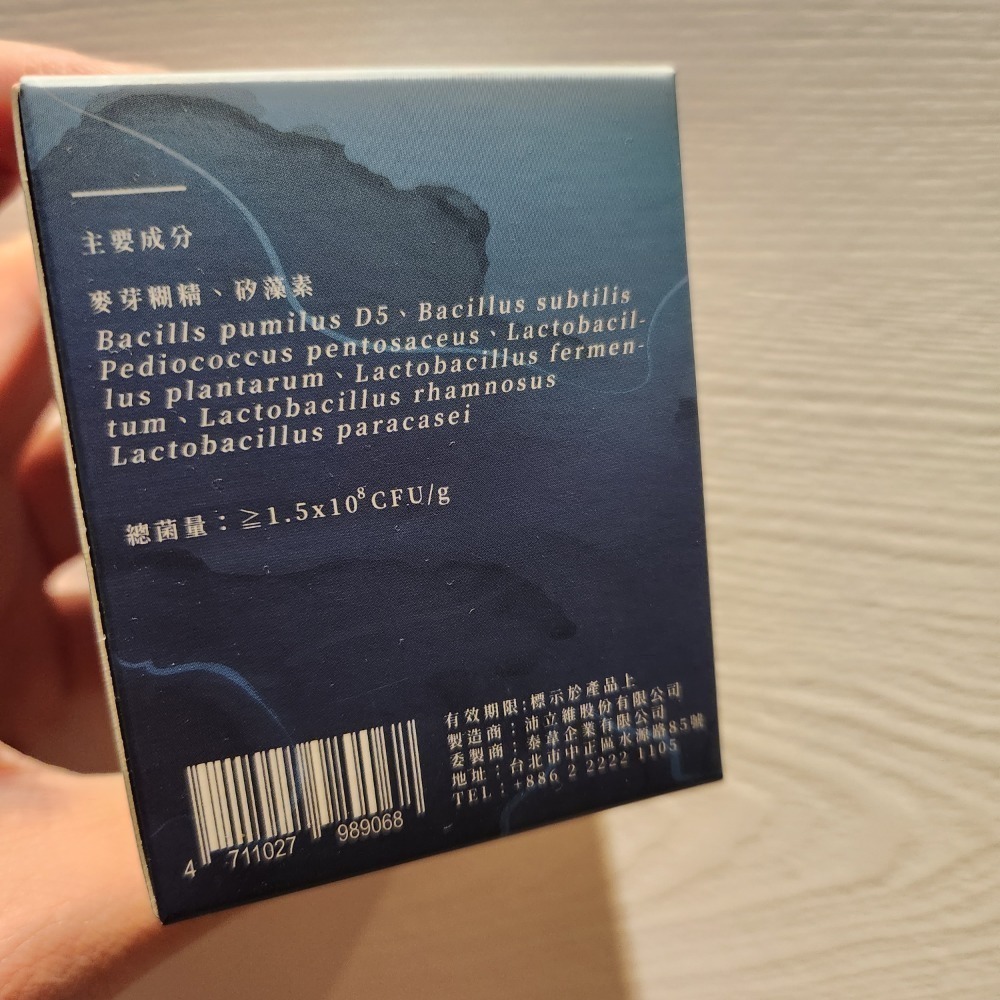 主要成分
麥芽糊精、矽藻素
Bacills pumilus D5、Bacillus subtilis
Pediococcus pentosaceus、Lactobacil-
lus plantarum、Lactobacillus fermen-
tum、Lactobacillus rhamnosus
Lactobacillus paracasei
總菌量：≧1.5x10⁸CFU/g
有效期限：標示於產品上
製造商：沛立維股份有限公司
委製商：泰葦企業有限公司
地址：台北市中正區水源路85號
TEL：+886 2 2222 1105
4 711027 989068